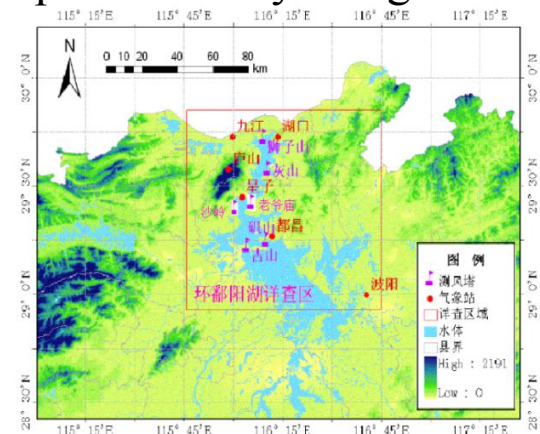 115°15′E 115°45′E 116°15′E 116°45′E 117°15′E
N
0 10 20 40 60 80
km
九江
湖口
狮子山
庐山
灰山
星子
沙岭
老爷庙
矶山
都昌
吉山
波阳
环鄱阳湖详查区
图 例
测风塔
气象站
详查区域
水体
县界
High : 2191
Low : 0
30°0′N
29°30′N
29°0′N
28°30′N
115°15′E 115°45′E 116°15′E 116°45′E 117°15′E